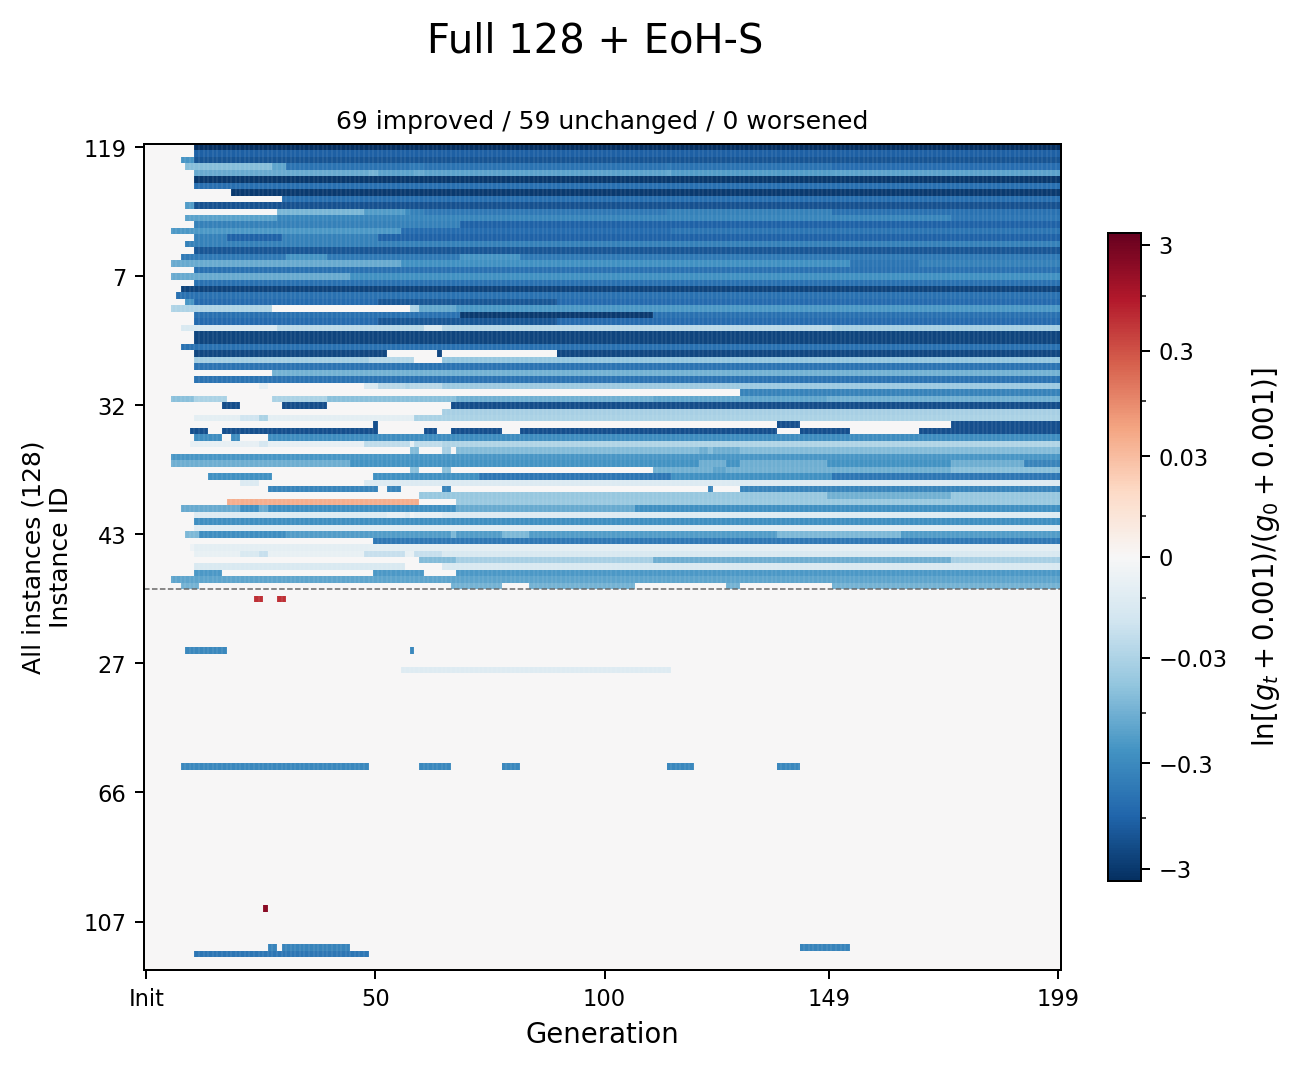 Full 128 + EoH-S
69 improved / 59 unchanged / 0 worsened
All instances (128)
Instance ID
119
7
32
43
27
66
107
Init
50
100
149
199
Generation
3
0.3
0.03
0
−0.03
−0.3
−3
ln[(g_t + 0.001)/(g_0 + 0.001)]